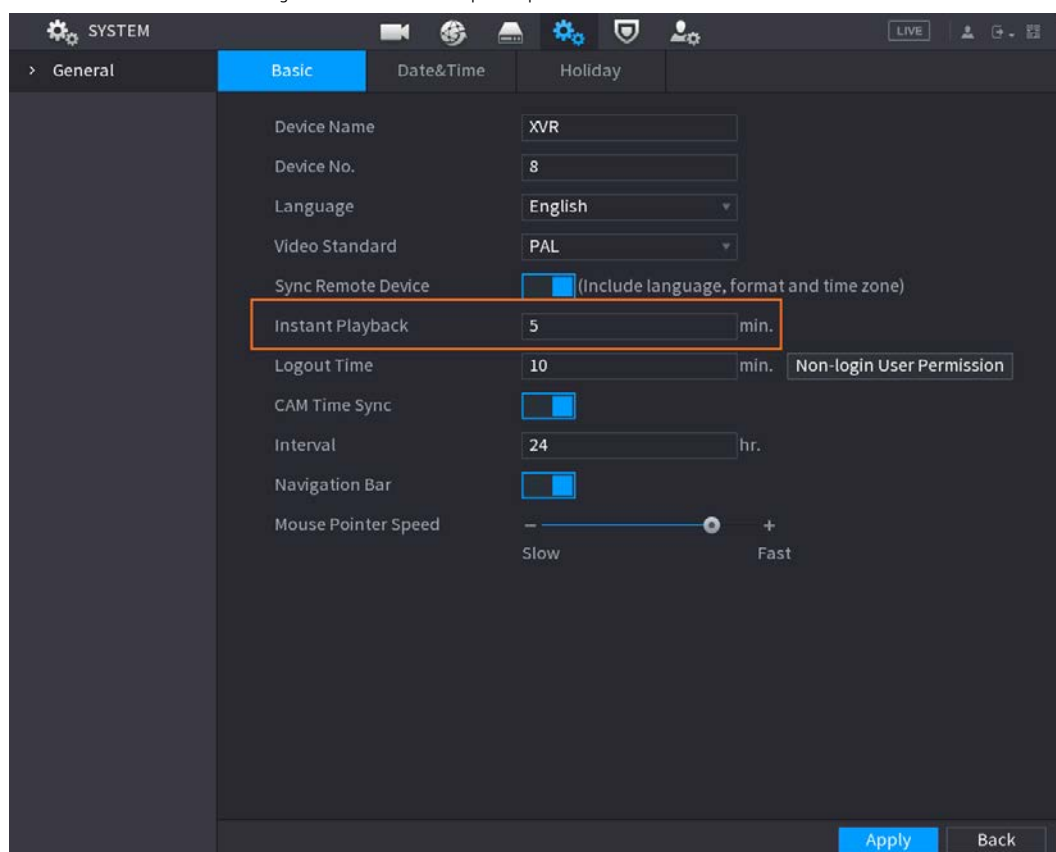 SYSTEM LIVE
> General Basic Date&Time Holiday
Device Name XVR
Device No. 8
Language English
Video Standard PAL
Sync Remote Device (Include language, format and time zone)
Instant Playback 5 min.
Logout Time 10 min. Non-login User Permission
CAM Time Sync
Interval 24 hr.
Navigation Bar
Mouse Pointer Speed − +
Slow Fast
Apply Back